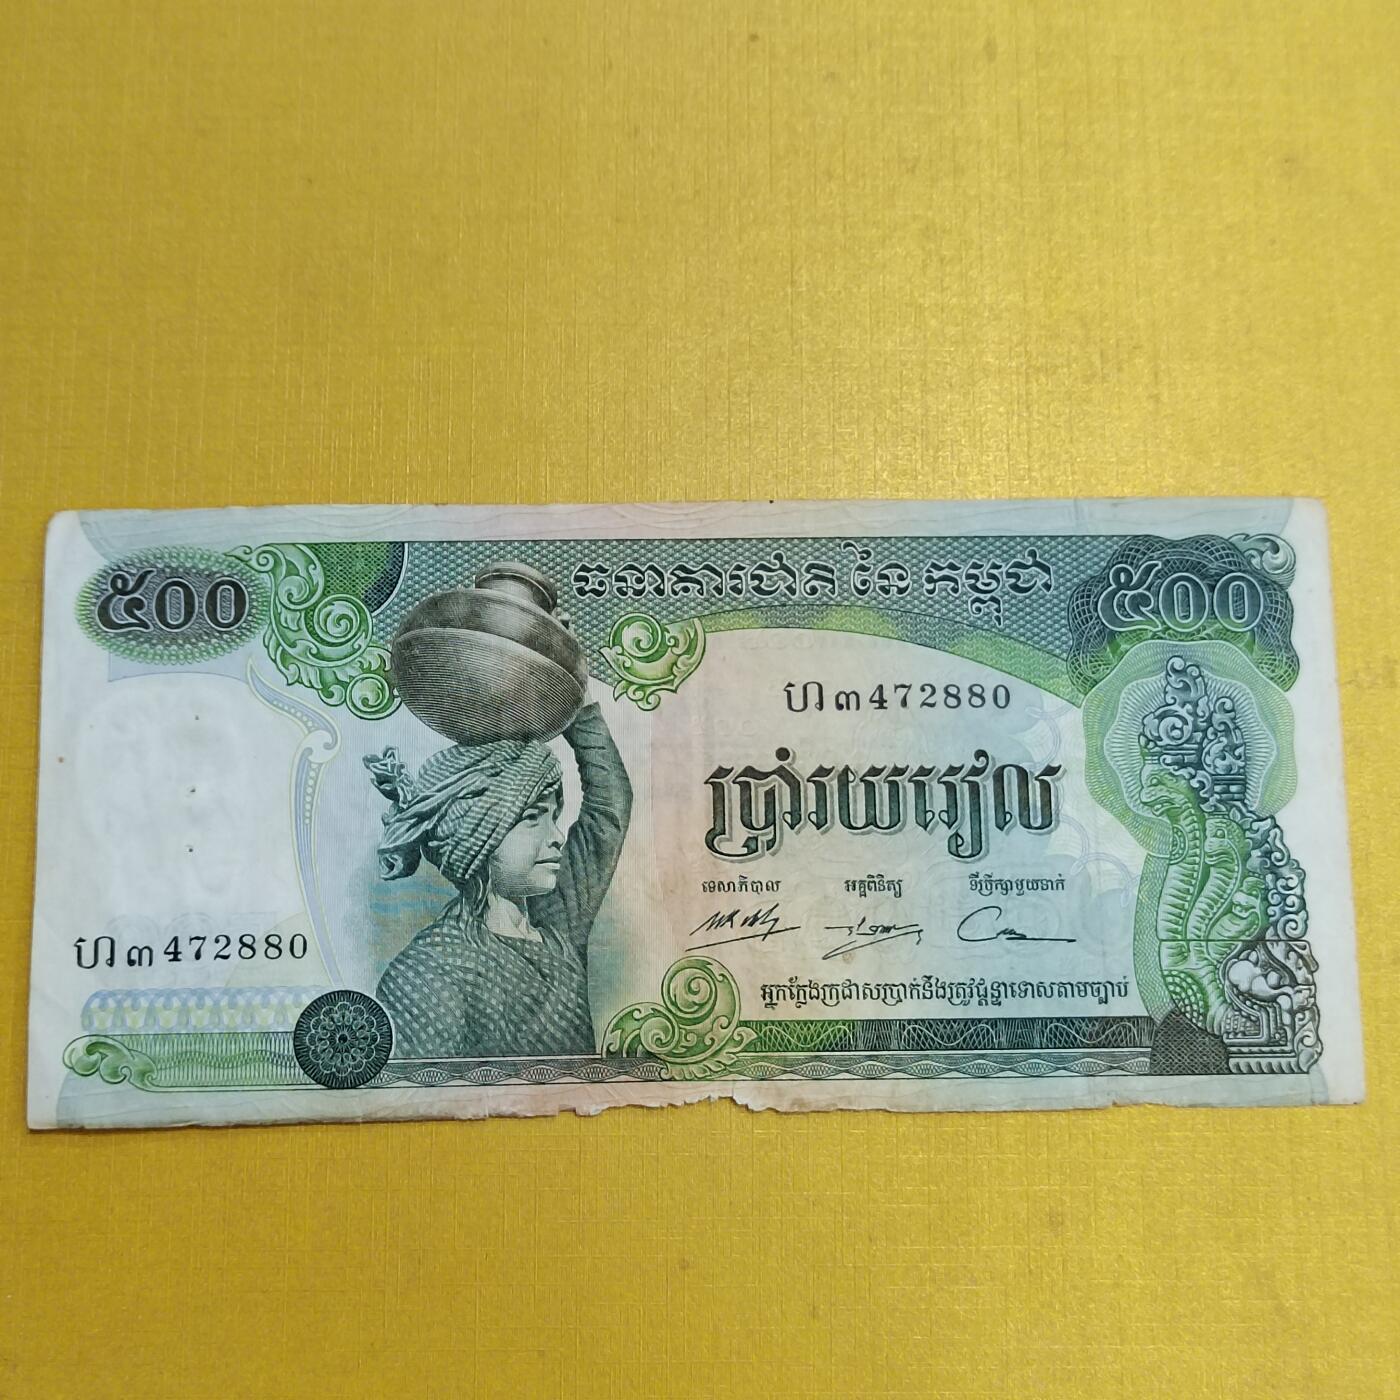 ធនាគារជាតិ នៃ កម្ពុជា
៥០០
៥០០
ហ ៣ 472880
ប្រាំរយរៀល
ទេសាភិបាល អគ្គពិនិត្យ ទីប្រឹក្សាមួយទាក់
ហ ៣ 472880
អ្នកក្លែងក្រដាសប្រាក់នឹងត្រូវផ្តន្ទាទោសតាមច្បាប់